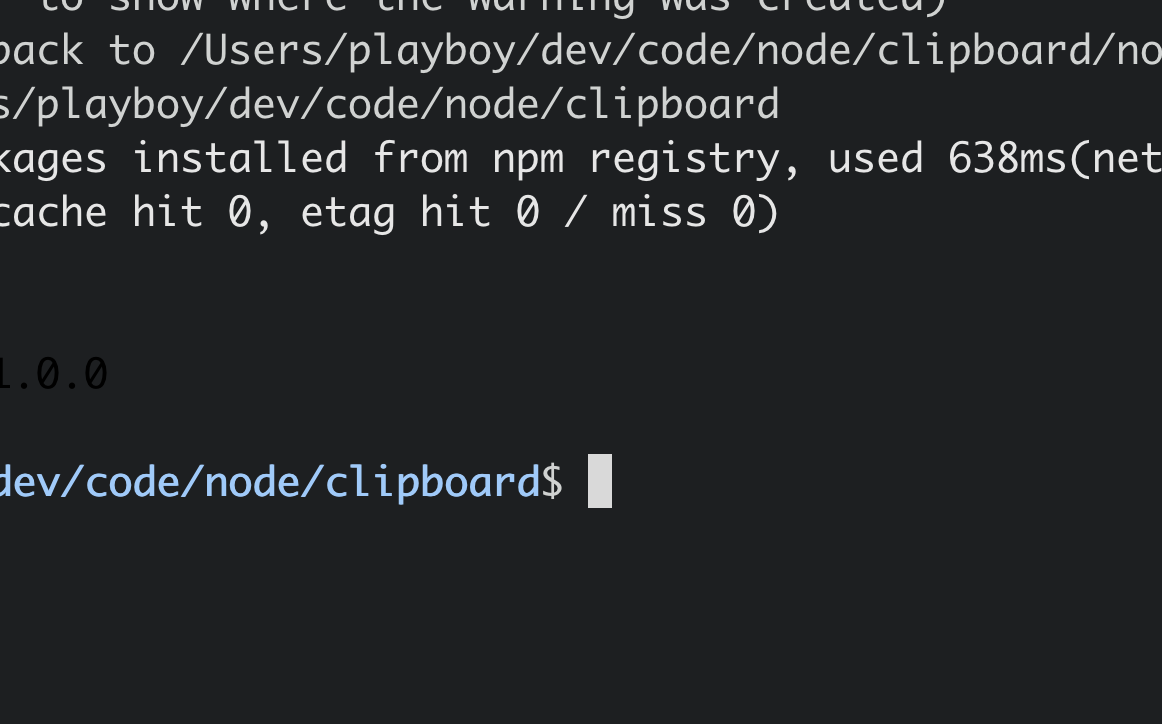 to show where the warning was created)
back to /Users/playboy/dev/code/node/clipboard/no
s/playboy/dev/code/node/clipboard
kages installed from npm registry, used 638ms(net
cache hit 0, etag hit 0 / miss 0)
1.0.0
dev/code/node/clipboard$